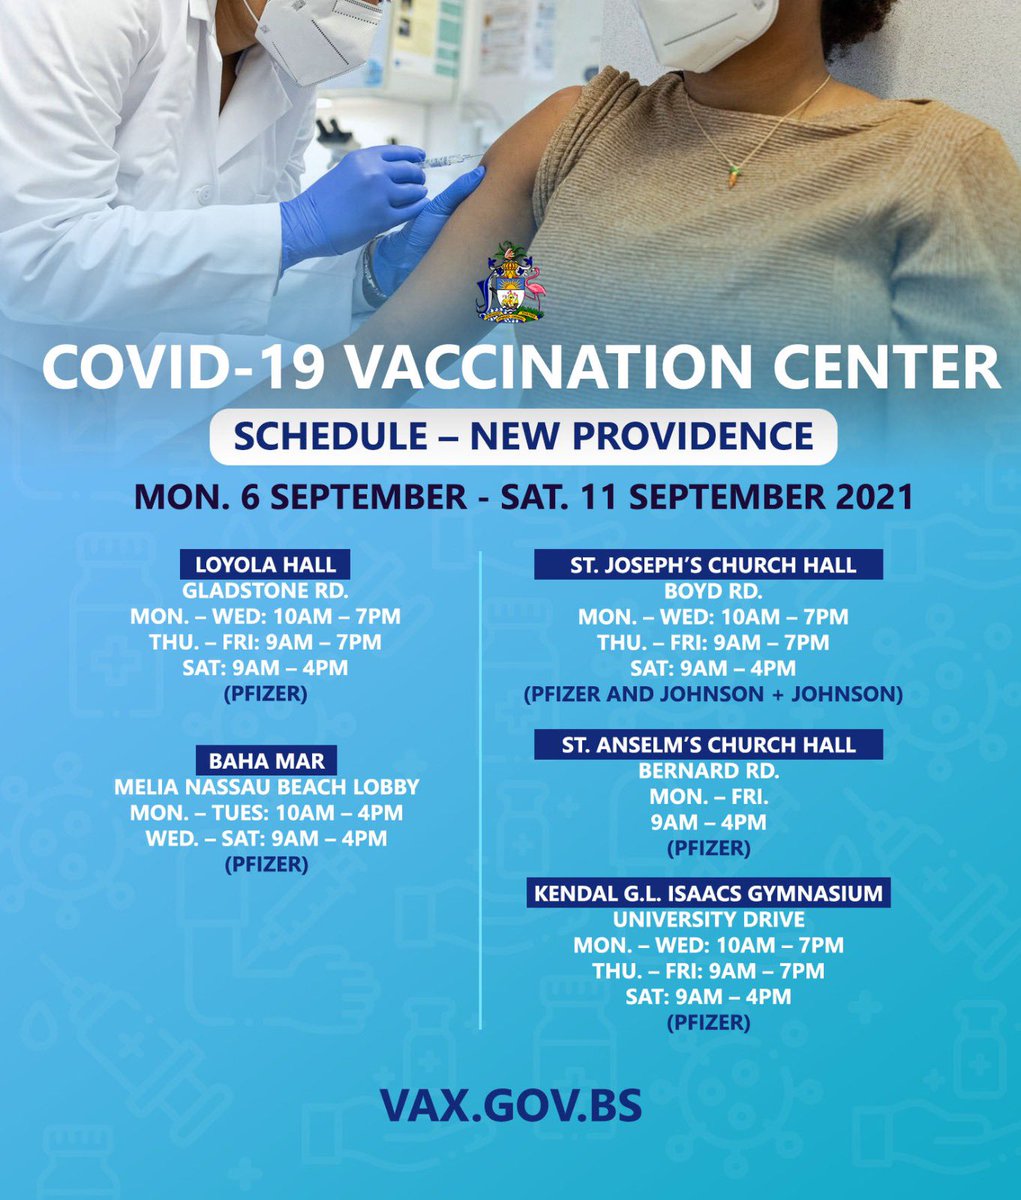 COVID-19 VACCINATION CENTER
SCHEDULE – NEW PROVIDENCE
MON. 6 SEPTEMBER - SAT. 11 SEPTEMBER 2021
LOYOLA HALL
GLADSTONE RD.
MON. – WED: 10AM – 7PM
THU. – FRI: 9AM – 7PM
SAT: 9AM – 4PM
(PFIZER)
BAHA MAR
MELIA NASSAU BEACH LOBBY
MON. – TUES: 10AM – 4PM
WED. – SAT: 9AM – 4PM
(PFIZER)
ST. JOSEPH’S CHURCH HALL
BOYD RD.
MON. – WED: 10AM – 7PM
THU. – FRI: 9AM – 7PM
SAT: 9AM – 4PM
(PFIZER AND JOHNSON + JOHNSON)
ST. ANSELM’S CHURCH HALL
BERNARD RD.
MON. – FRI.
9AM – 4PM
(PFIZER)
KENDAL G.L. ISAACS GYMNASIUM
UNIVERSITY DRIVE
MON. – WED: 10AM – 7PM
THU. – FRI: 9AM – 7PM
SAT: 9AM – 4PM
(PFIZER)
VAX.GOV.BS